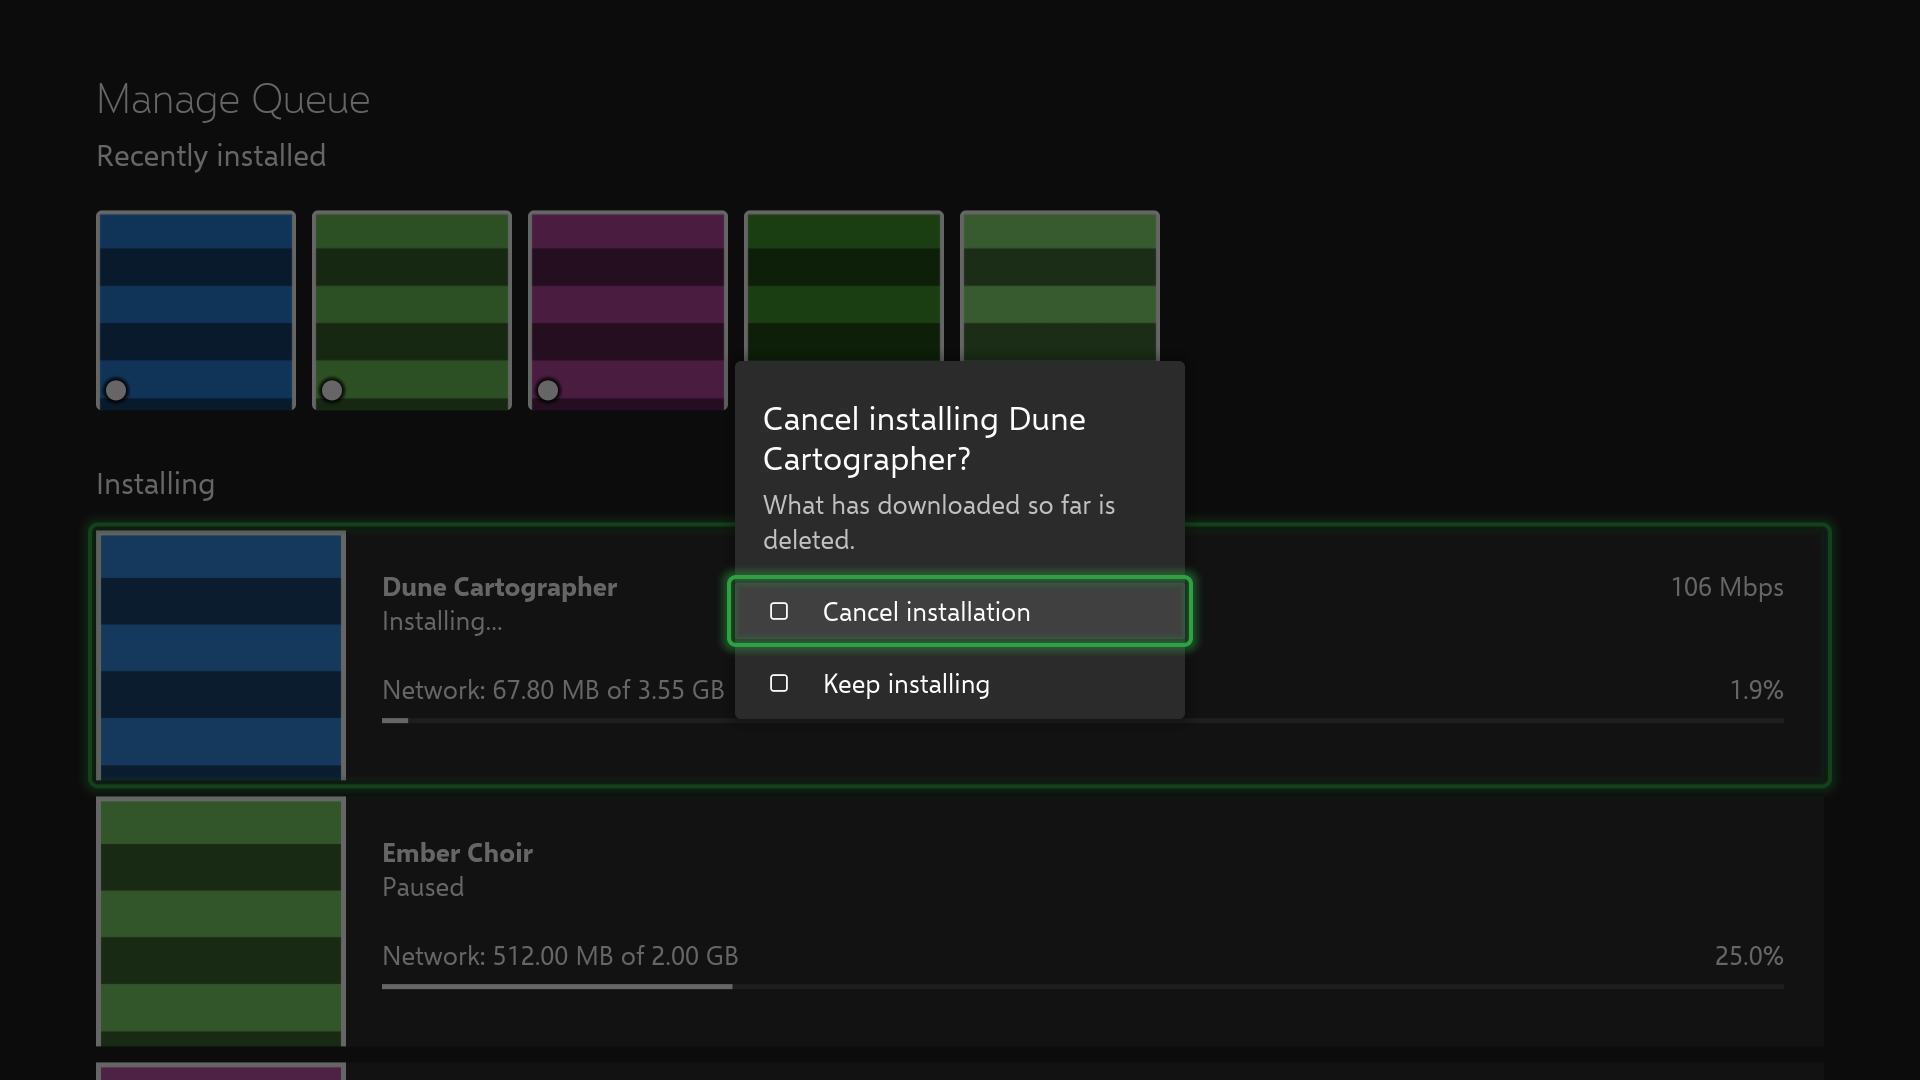 Manage Queue
Recently installed
Cancel installing Dune
Cartographer?
What has downloaded so far is
deleted.
Cancel installation
Keep installing
Installing
Dune Cartographer
106 Mbps
Installing...
Network: 67.80 MB of 3.55 GB
1.9%
Ember Choir
Paused
Network: 512.00 MB of 2.00 GB
25.0%